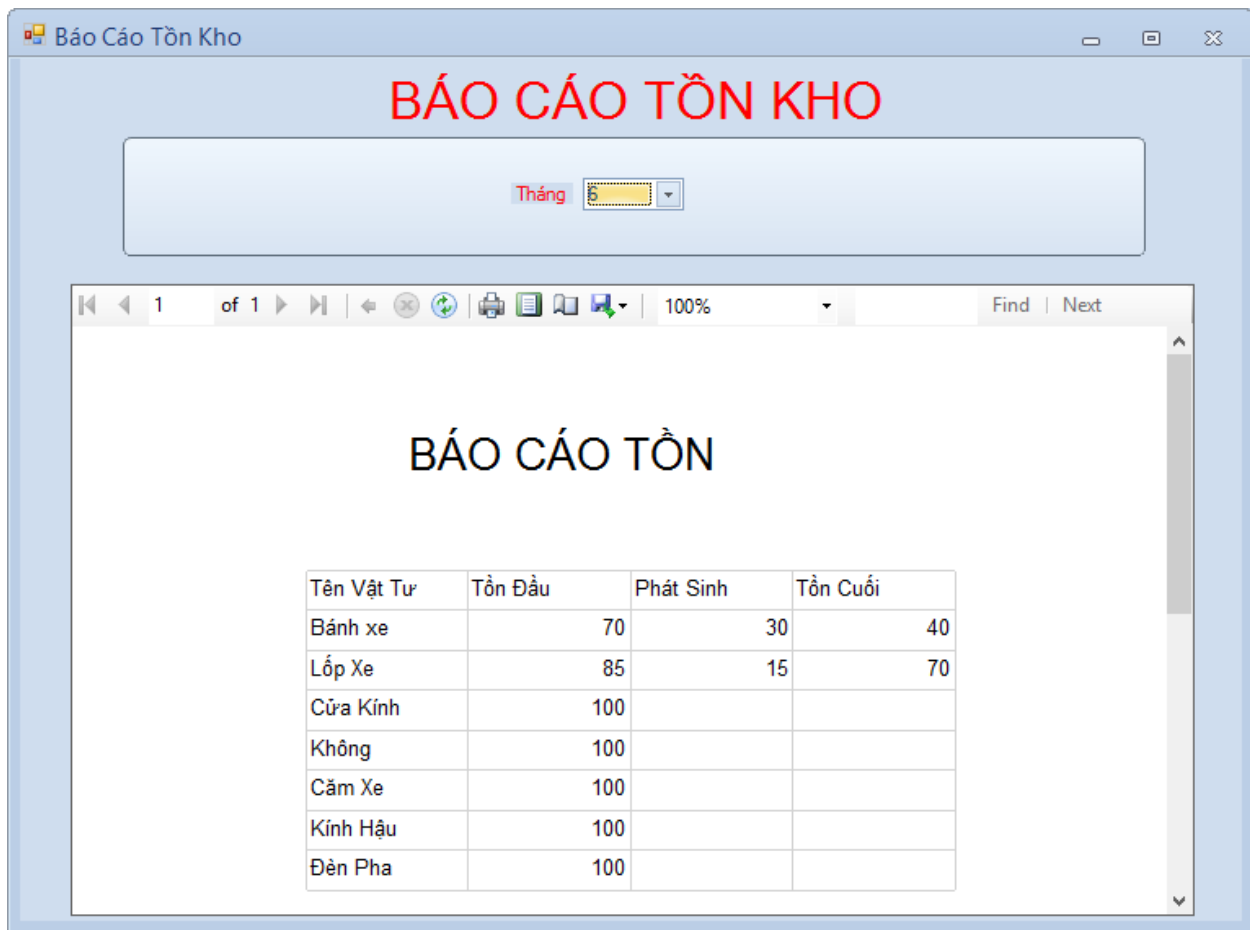 Báo Cáo Tồn Kho
BÁO CÁO TỒN KHO
Tháng 6
1 of 1 100% Find | Next
BÁO CÁO TỒN
Tên Vật Tư Tồn Đầu Phát Sinh Tồn Cuối
Bánh xe 70 30 40
Lốp Xe 85 15 70
Cửa Kính 100
Không 100
Căm Xe 100
Kính Hậu 100
Đèn Pha 100